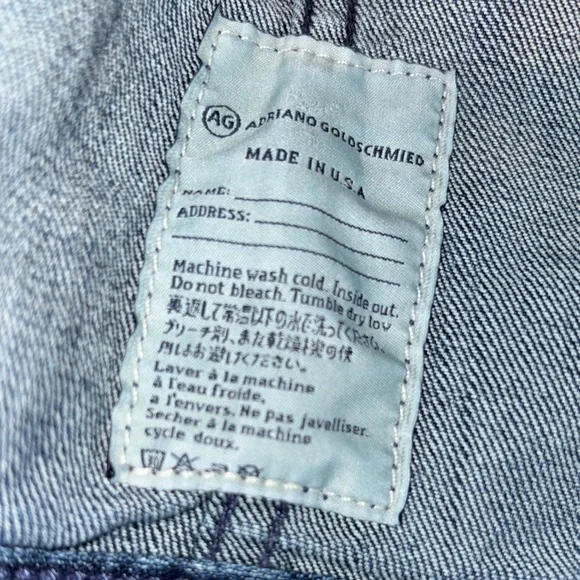 AG ADRIANO GOLDSCHMIED
MADE IN U.S.A
NAME:
ADDRESS:
Machine wash cold. Inside out.
Do not bleach. Tumble dry low
裏返して常温以下の水で洗ってください。
ブリーチ剤、また乾燥機の使
用はお避けください。
Laver à la machine
à l'eau froide,
a l'envers. Ne pas javelliser.
Secher à la machine
cycle doux.